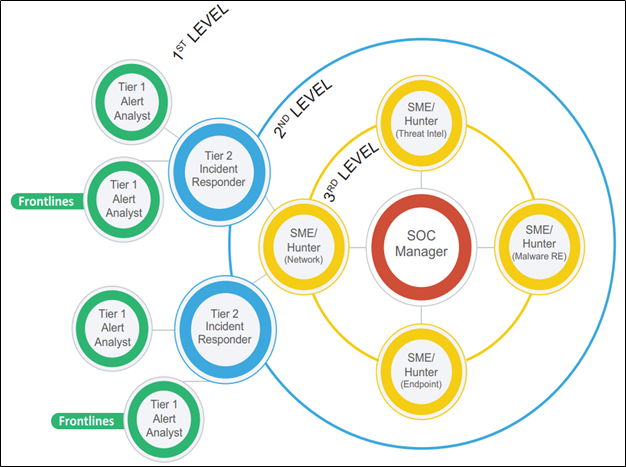 1ST LEVEL
2ND LEVEL
3RD LEVEL
Tier 1
Alert
Analyst
Tier 1
Alert
Analyst
Frontlines
Tier 2
Incident
Responder
Tier 1
Alert
Analyst
Tier 1
Alert
Analyst
Frontlines
Tier 2
Incident
Responder
SME/
Hunter
(Threat Intel)
SME/
Hunter
(Network)
SOC
Manager
SME/
Hunter
(Malware RE)
SME/
Hunter
(Endpoint)